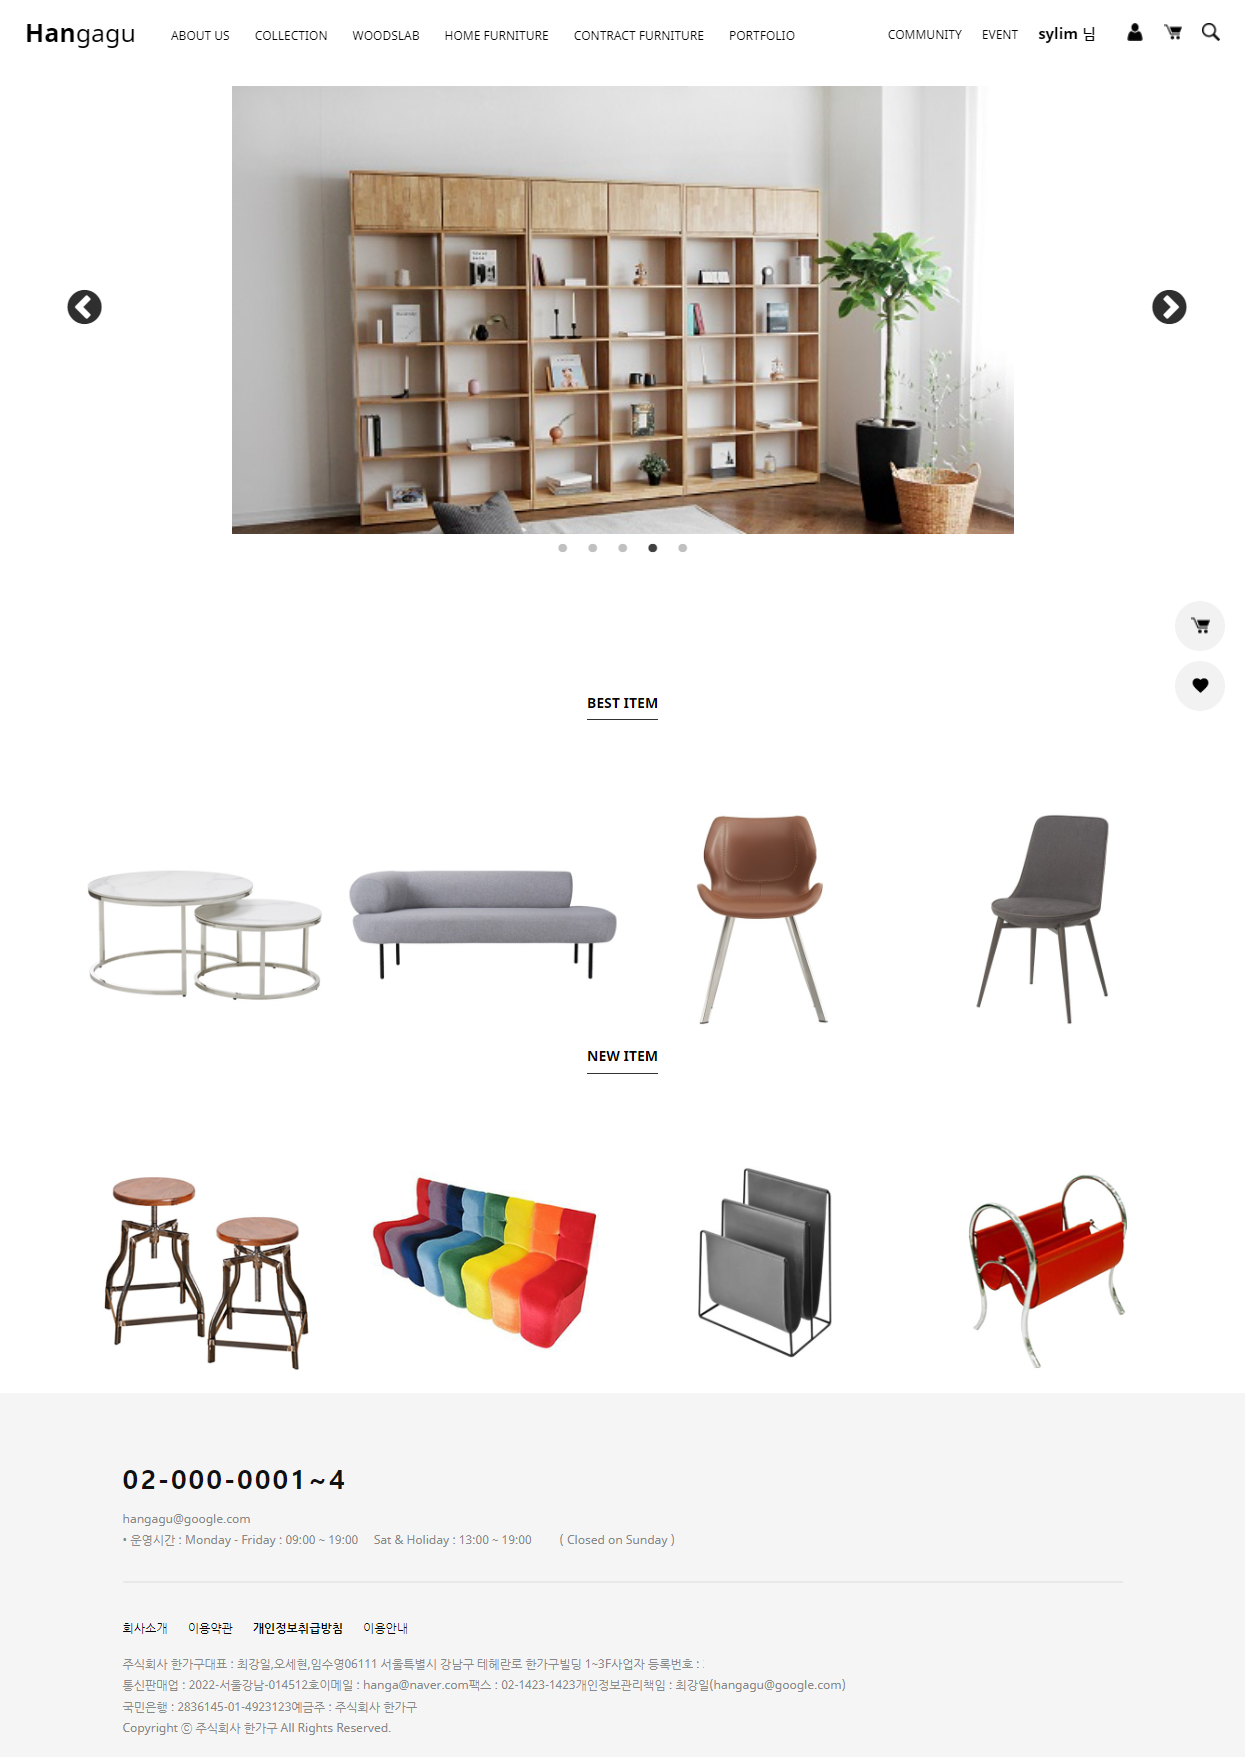 Hangagu ABOUT US COLLECTION WOODSLAB HOME FURNITURE CONTRACT FURNITURE PORTFOLIO COMMUNITY EVENT sylim 님
BEST ITEM
NEW ITEM
02-000-0001~4
hangagu@google.com
• 운영시간 : Monday - Friday : 09:00 ~ 19:00 Sat & Holiday : 13:00 ~ 19:00 ( Closed on Sunday )
회사소개 이용약관 개인정보취급방침 이용안내
주식회사 한가구대표 : 최강일,오세현,임수영06111 서울특별시 강남구 테헤란로 한가구빌딩 1~3F사업자 등록번호 :
통신판매업 : 2022-서울강남-014512호이메일 : hanga@naver.com팩스 : 02-1423-1423개인정보관리책임 : 최강일(hangagu@google.com)
국민은행 : 2836145-01-4923123예금주 : 주식회사 한가구
Copyright ⓒ 주식회사 한가구 All Rights Reserved.